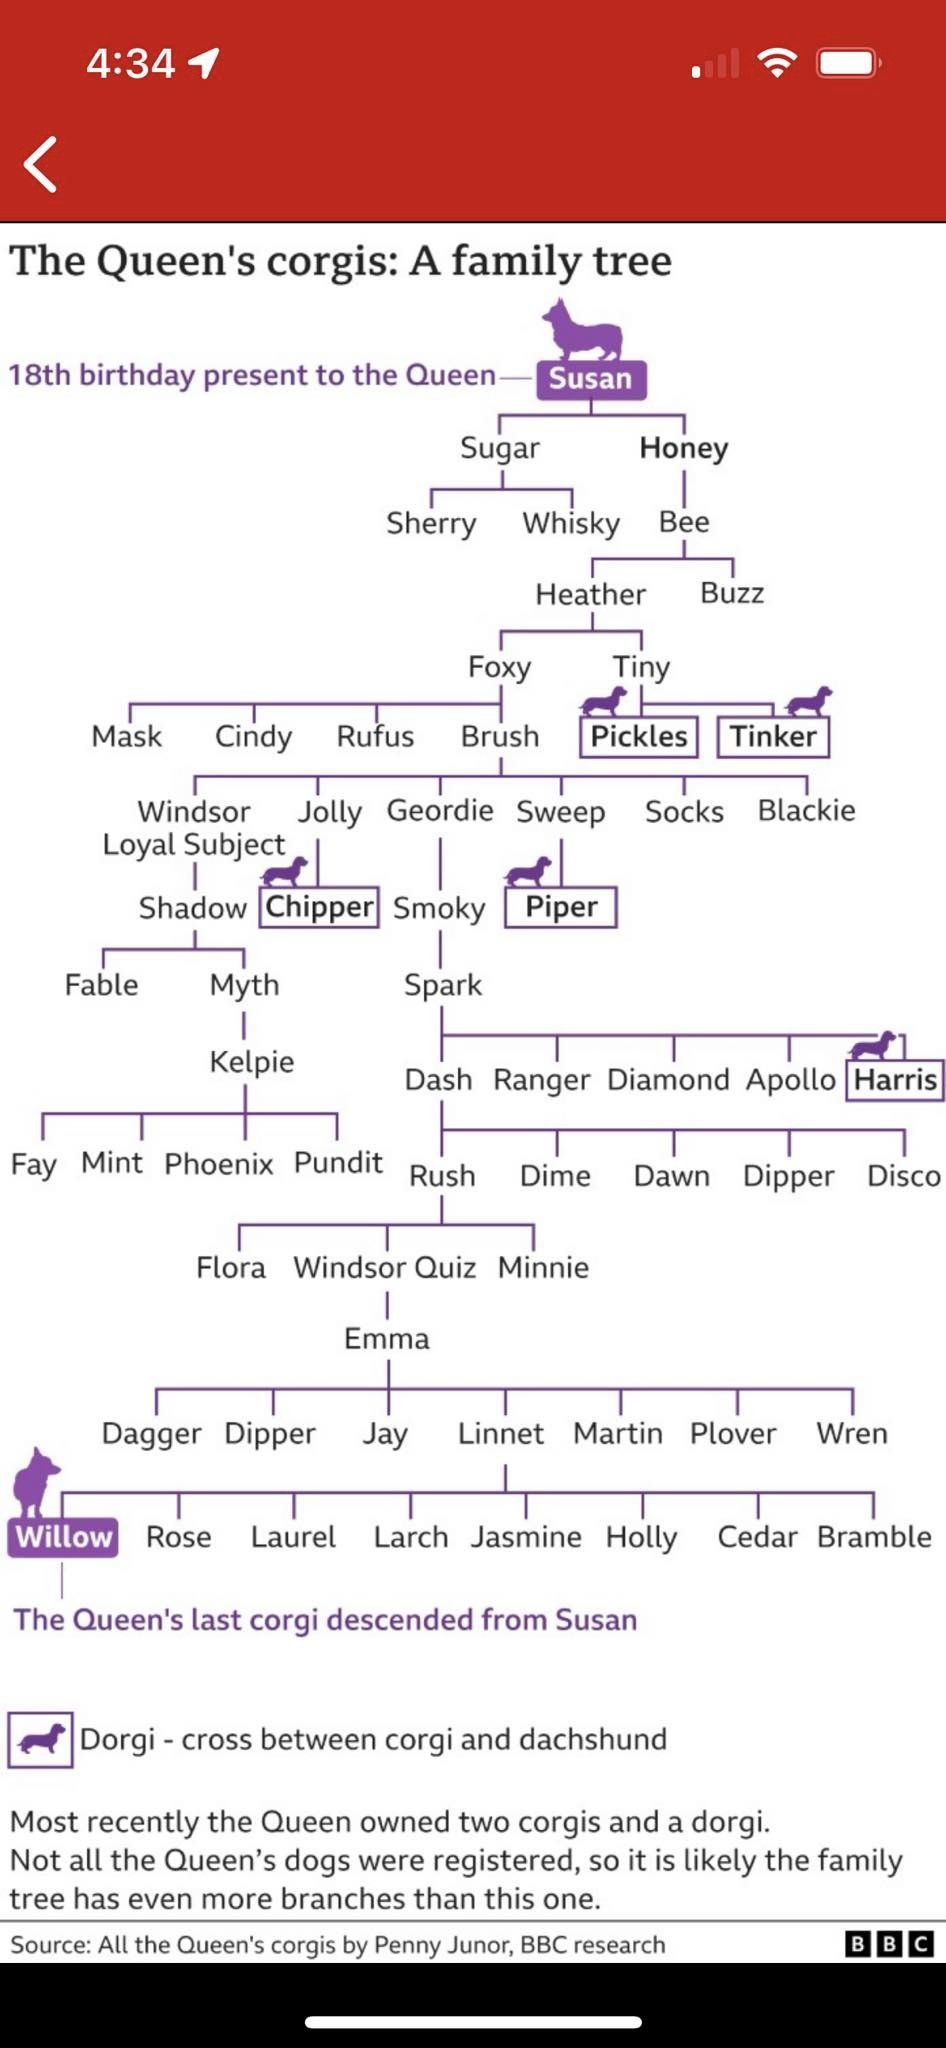 4:34
The Queen's corgis: A family tree
18th birthday present to the Queen Susan
Sugar Honey
Sherry Whisky Bee
Heather Buzz
Foxy Tiny
Mask Cindy Rufus Brush Pickles Tinker
Windsor Jolly Geordie Sweep Socks Blackie
Loyal Subject
Shadow Chipper Smoky Piper
Fable Myth Spark
Kelpie
Dash Ranger Diamond Apollo Harris
Fay Mint Phoenix Pundit
Rush Dime Dawn Dipper Disco
Flora Windsor Quiz Minnie
Emma
Dagger Dipper Jay Linnet Martin Plover Wren
Willow Rose Laurel Larch Jasmine Holly Cedar Bramble
The Queen's last corgi descended from Susan
Dorgi - cross between corgi and dachshund
Most recently the Queen owned two corgis and a dorgi.
Not all the Queen’s dogs were registered, so it is likely the family
tree has even more branches than this one.
Source: All the Queen's corgis by Penny Junor, BBC research BBC